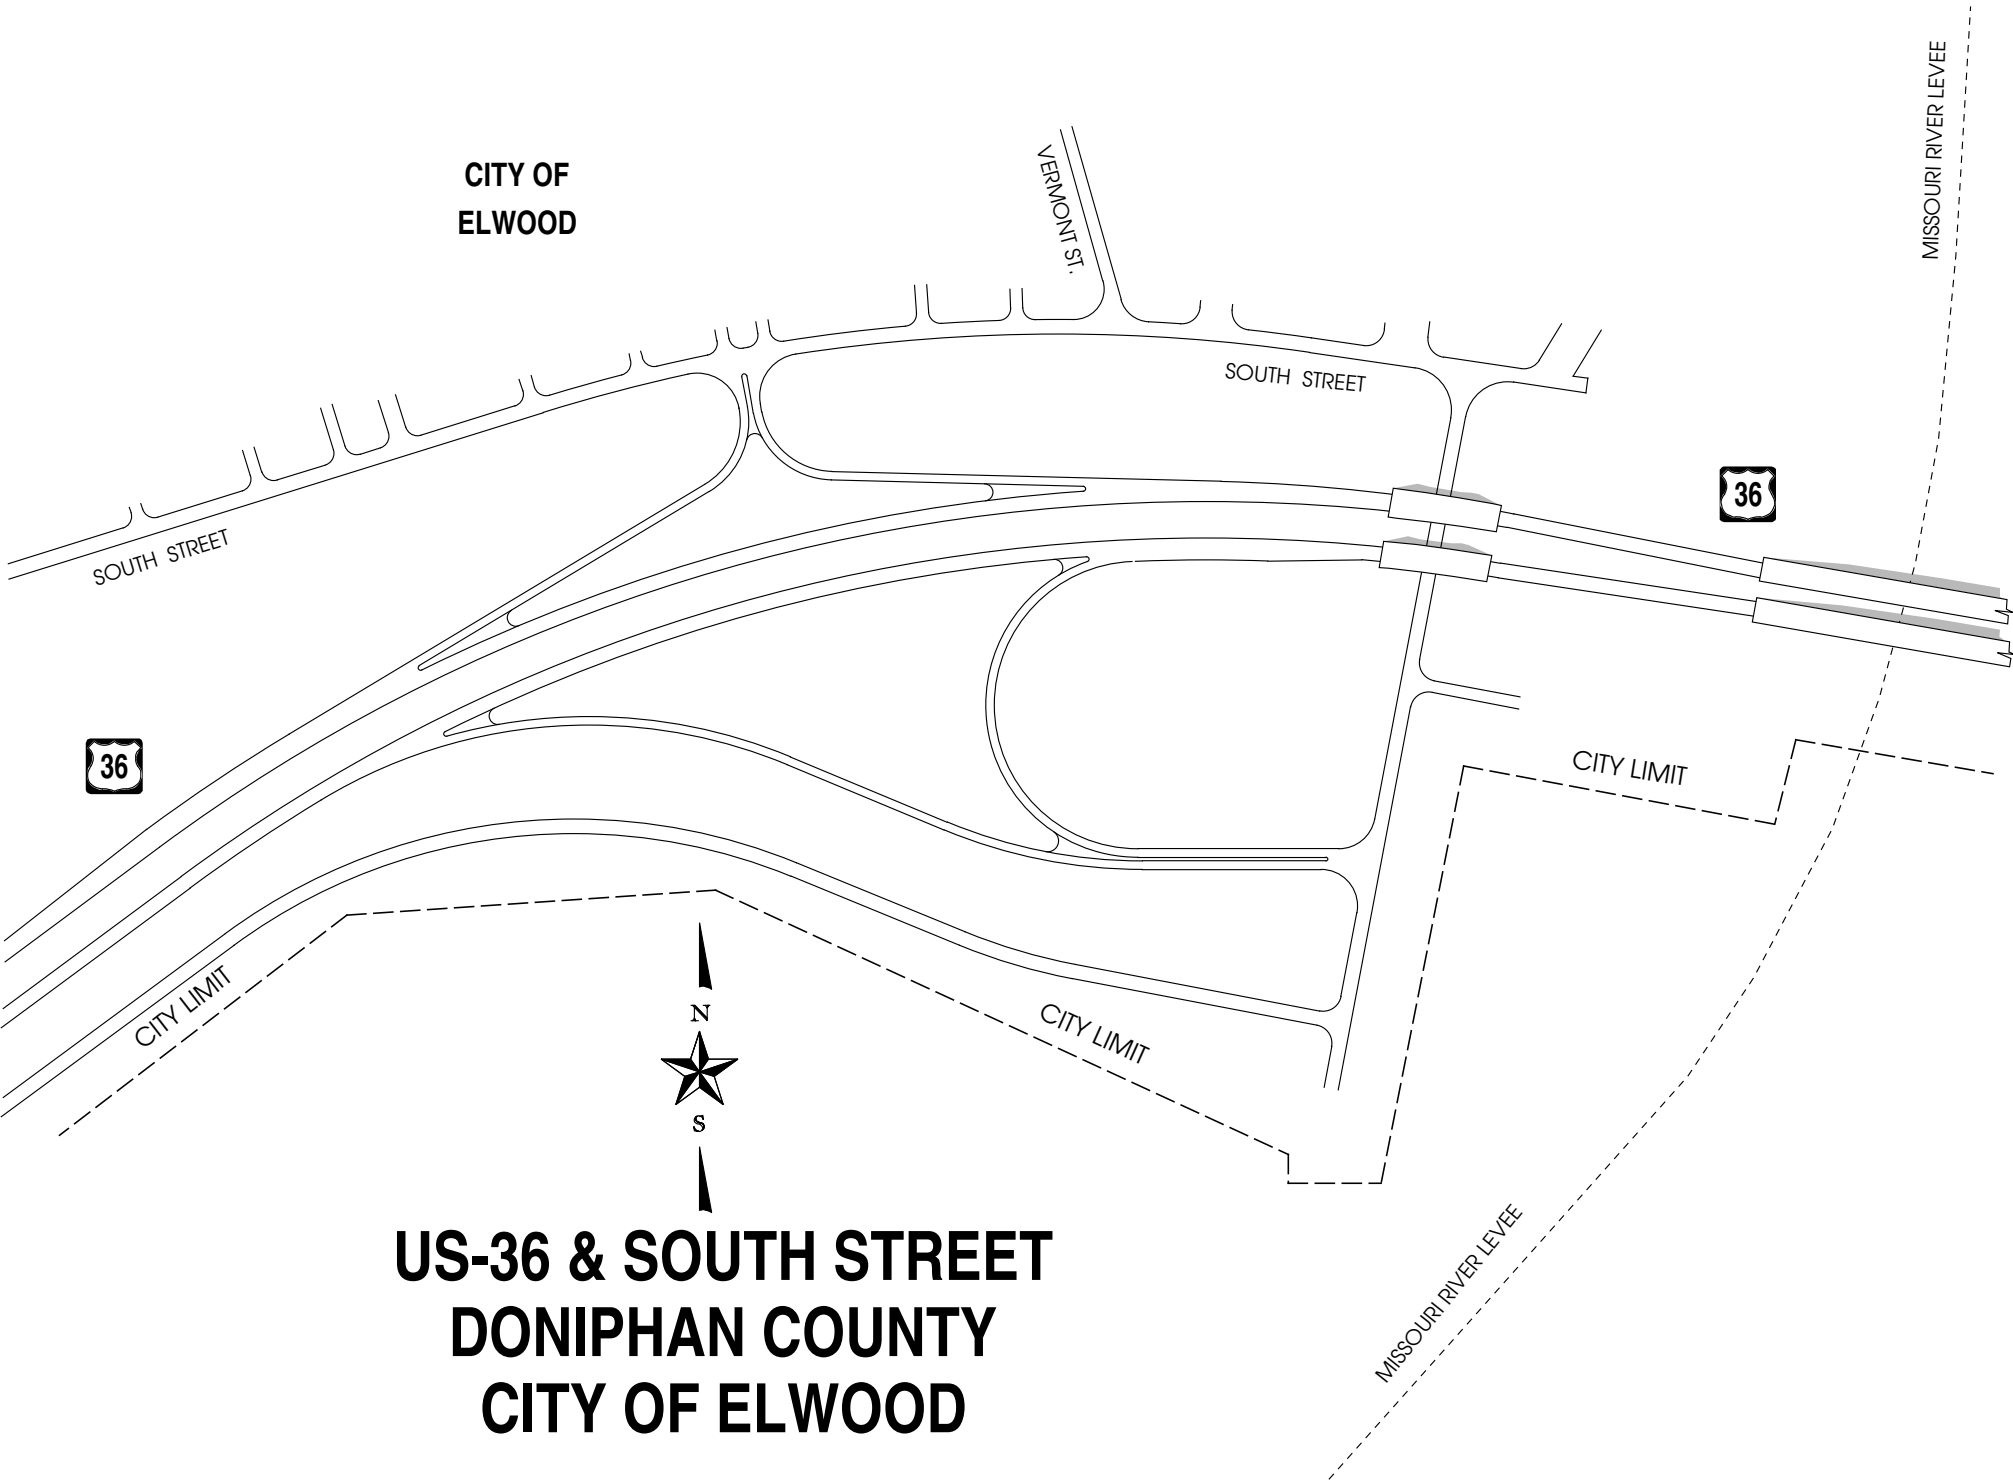 MISSOURI RIVER LEVEE
CITY OF
ELWOOD
VERMONT ST.
SOUTH STREET
36
SOUTH STREET
36
CITY LIMIT
CITY LIMIT
CITY LIMIT
N
S
MISSOURI RIVER LEVEE
US-36 & SOUTH STREET
DONIPHAN COUNTY
CITY OF ELWOOD